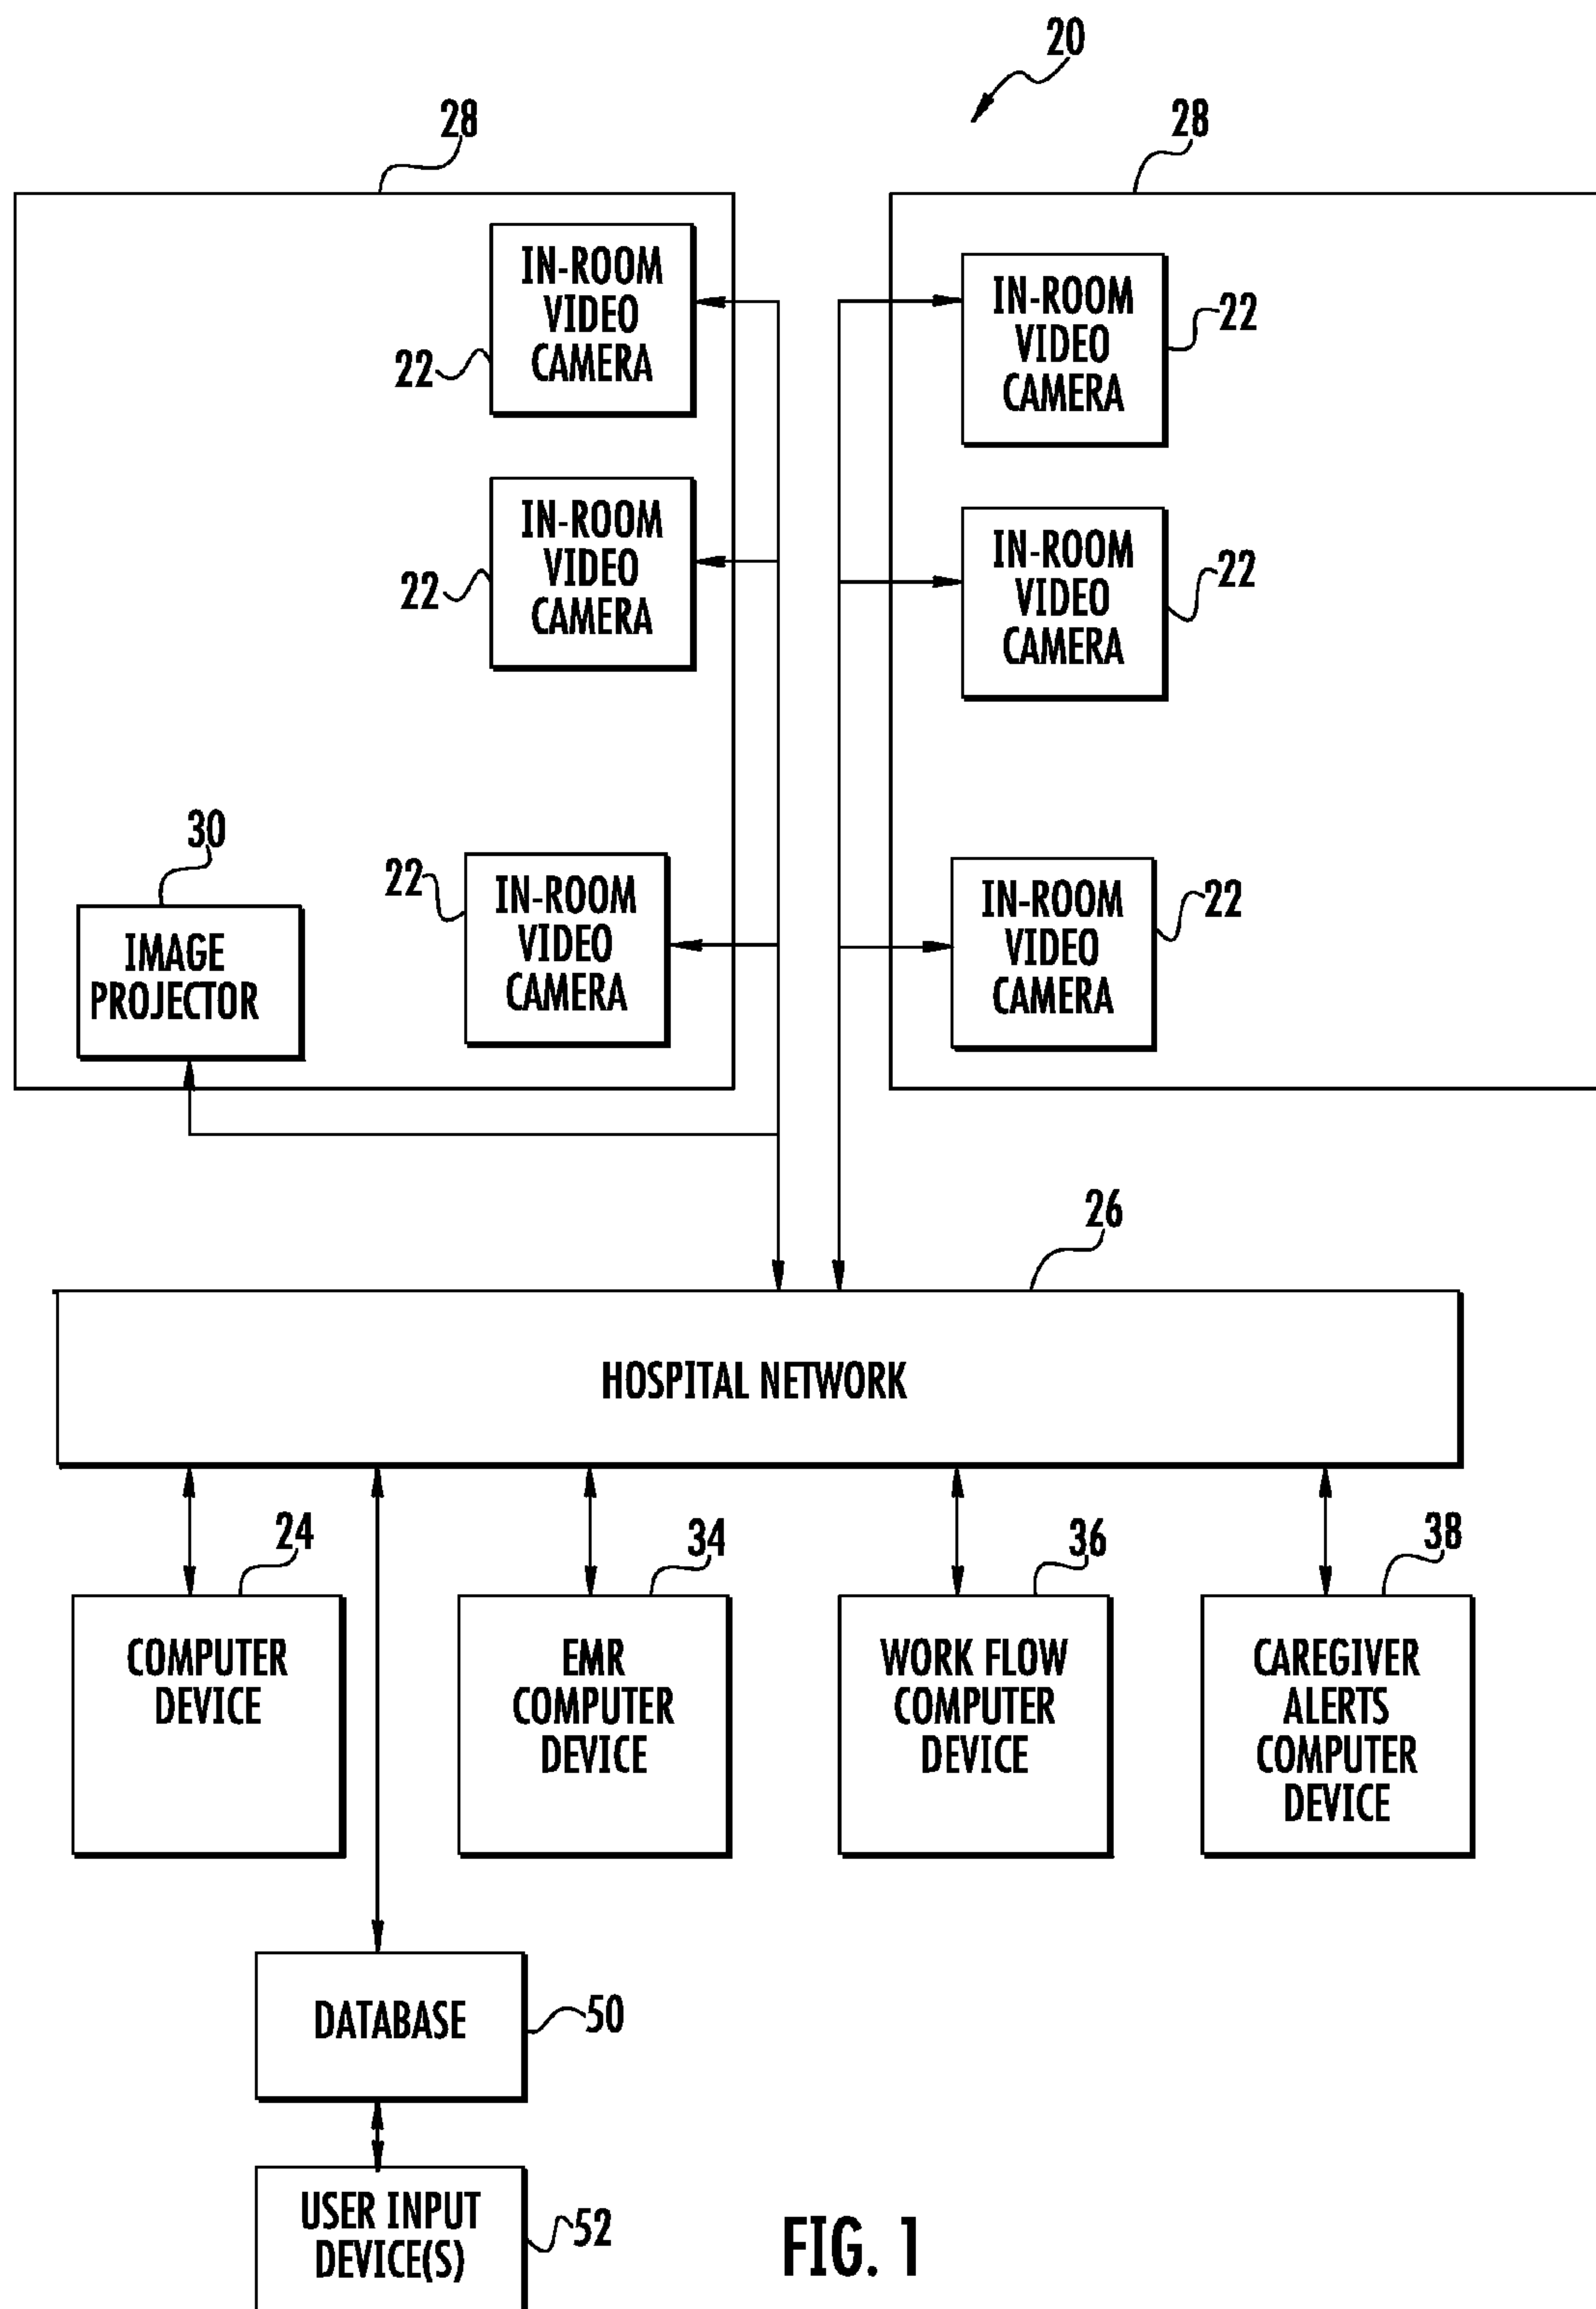 20
28
28
IN-ROOM
VIDEO
CAMERA
22
IN-ROOM
VIDEO
CAMERA
22
IN-ROOM
VIDEO
CAMERA
22
IN-ROOM
VIDEO
CAMERA
22
30
IMAGE
PROJECTOR
22
IN-ROOM
VIDEO
CAMERA
IN-ROOM
VIDEO
CAMERA
22
26
HOSPITAL NETWORK
24
34
36
38
COMPUTER
DEVICE
EMR
COMPUTER
DEVICE
WORK FLOW
COMPUTER
DEVICE
CAREGIVER
ALERTS
COMPUTER
DEVICE
DATABASE
50
USER INPUT
DEVICE(S)
52
FIG. 1